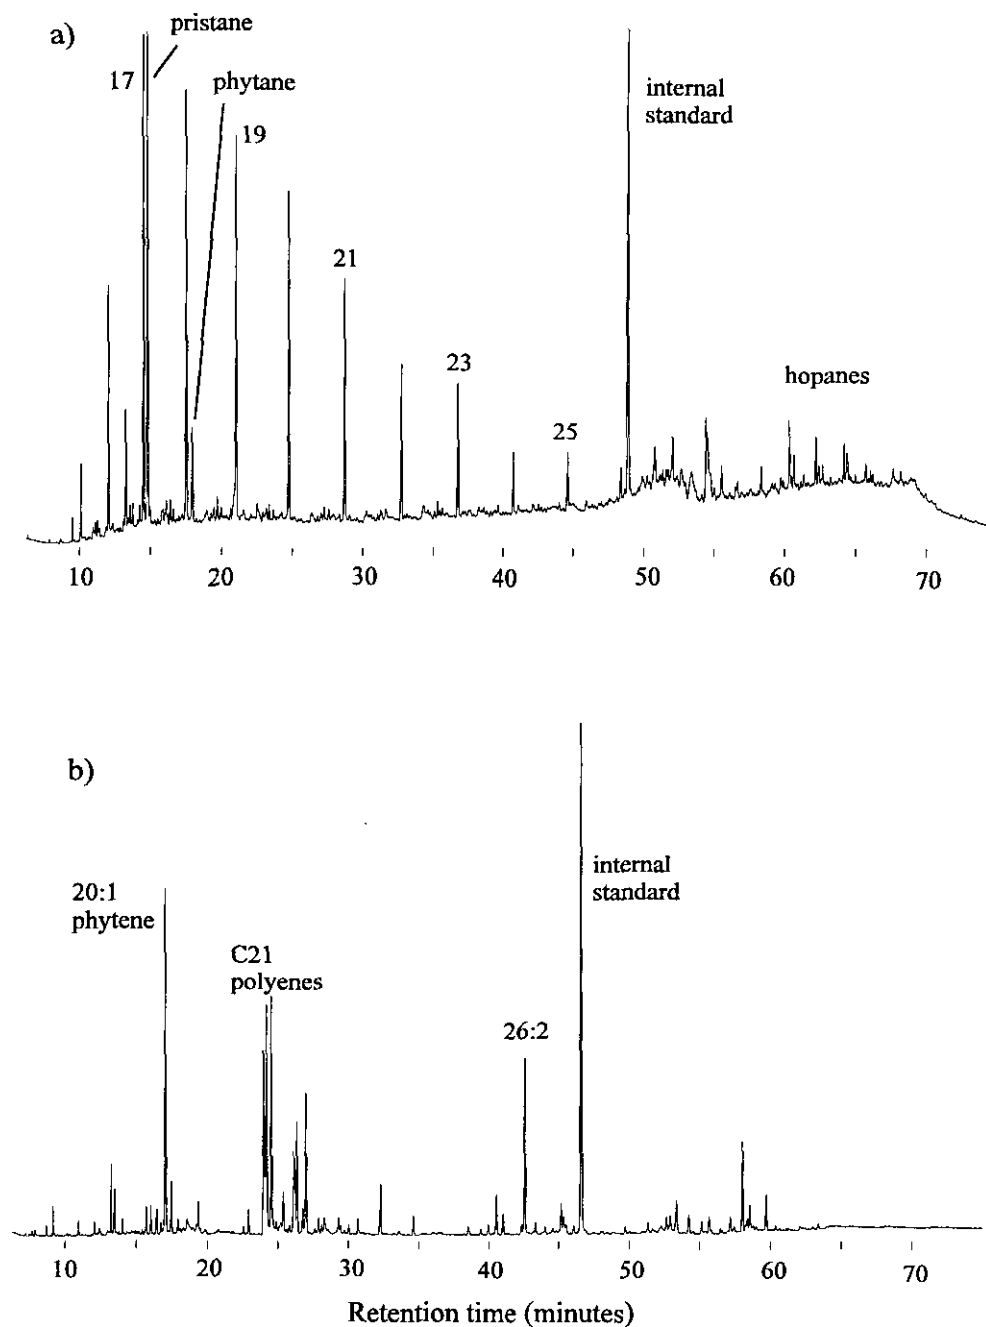 a)
pristane
17
phytane
19
internal
standard
21
23
hopanes
25
10 20 30 40 50 60 70
b)
20:1
phytene
C21
polyenes
internal
standard
26:2
10 20 30 40 50 60 70
Retention time (minutes)